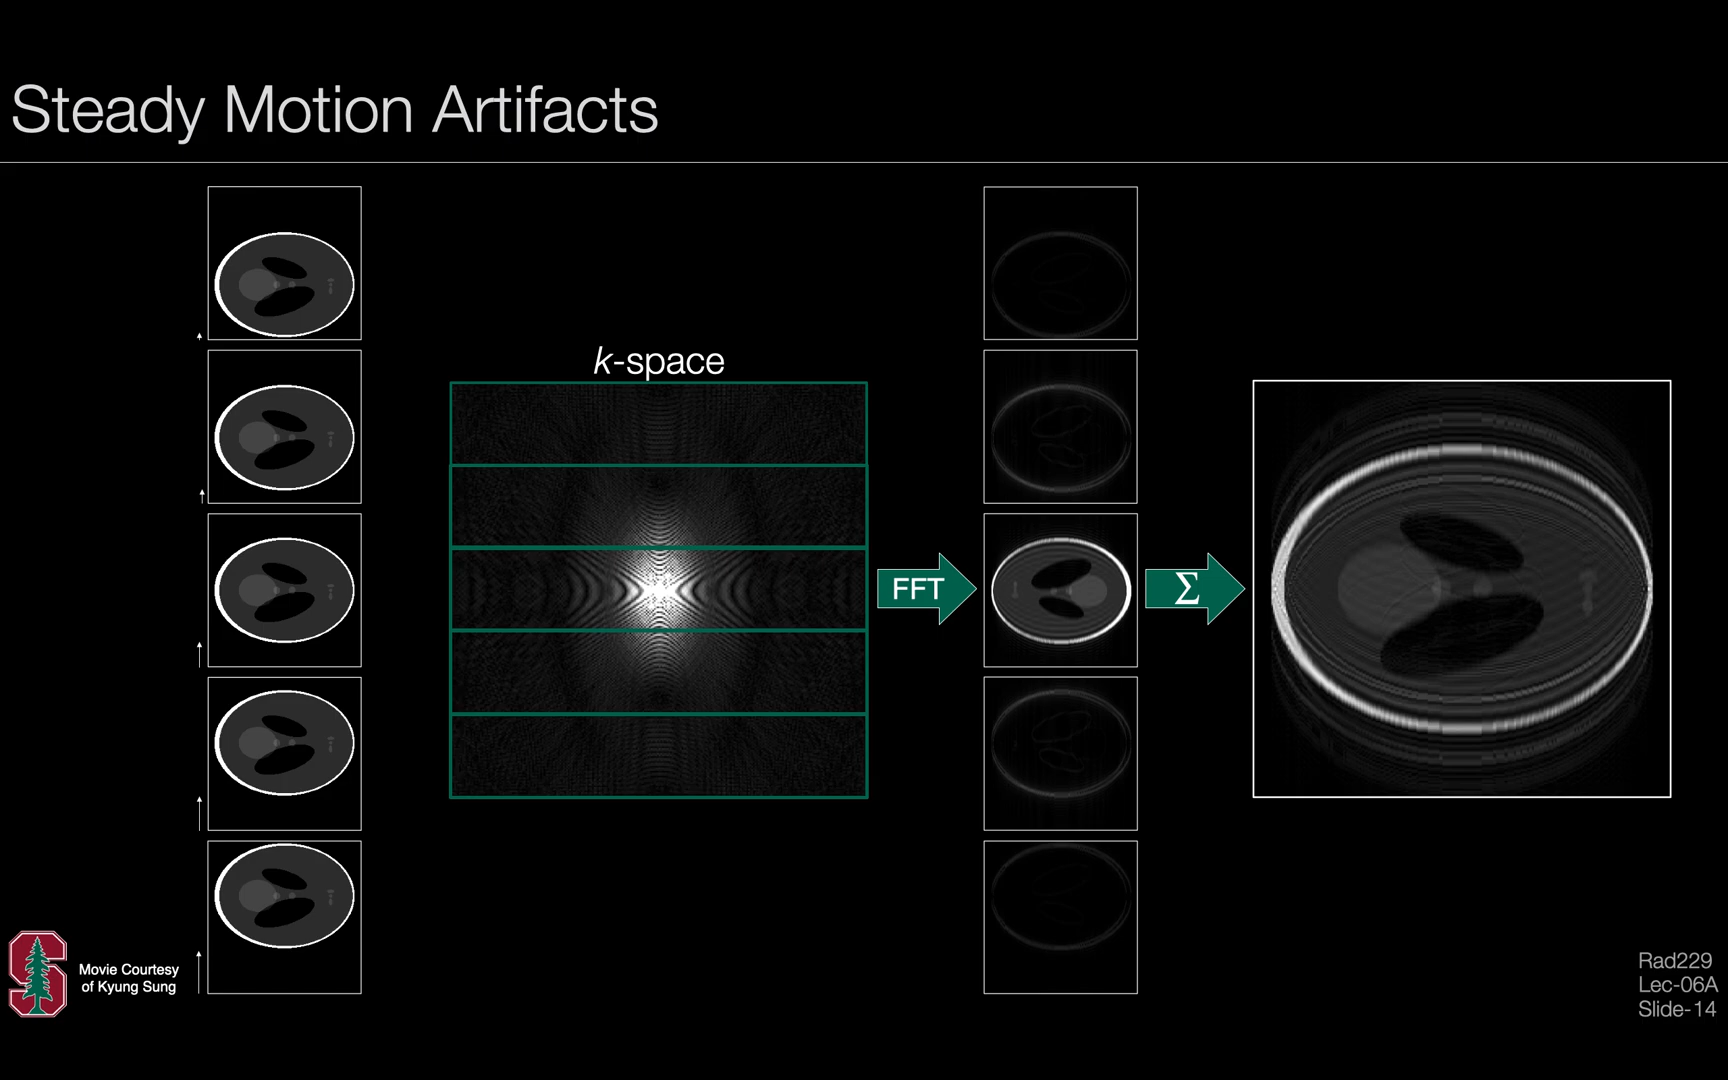 Steady Motion Artifacts
k-space
FFT
Σ
Movie Courtesy
of Kyung Sung
Rad229
Lec-06A
Slide-14